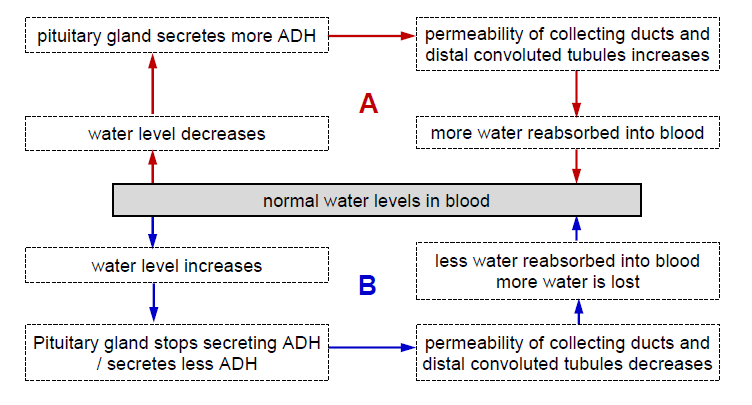 pituitary gland secretes more ADH
permeability of collecting ducts and
distal convoluted tubules increases
A
water level decreases
more water reabsorbed into blood
normal water levels in blood
water level increases
B
less water reabsorbed into blood
more water is lost
Pituitary gland stops secreting ADH
/ secretes less ADH
permeability of collecting ducts and
distal convoluted tubules decreases